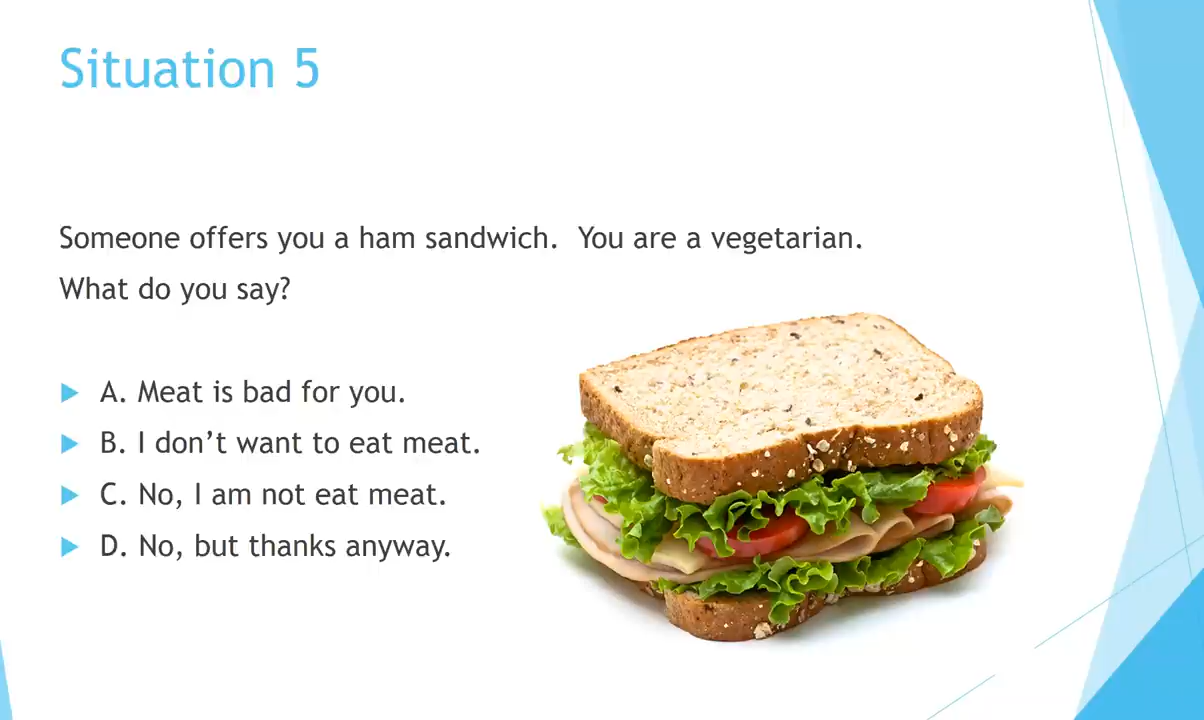 Situation 5
Someone offers you a ham sandwich.  You are a vegetarian.
What do you say?
A. Meat is bad for you.
B. I don’t want to eat meat.
C. No, I am not eat meat.
D. No, but thanks anyway.